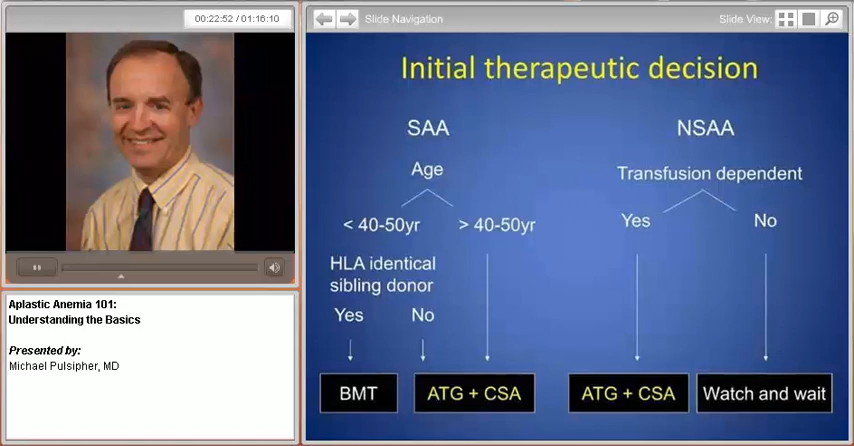 00:22:52 / 01:16:10
Aplastic Anemia 101:
Understanding the Basics
Presented by:
Michael Pulsipher, MD
Slide Navigation
Slide View:
Initial therapeutic decision
SAA
Age
< 40-50yr > 40-50yr
HLA identical
sibling donor
Yes No
BMT ATG + CSA
NSAA
Transfusion dependent
Yes No
ATG + CSA Watch and wait